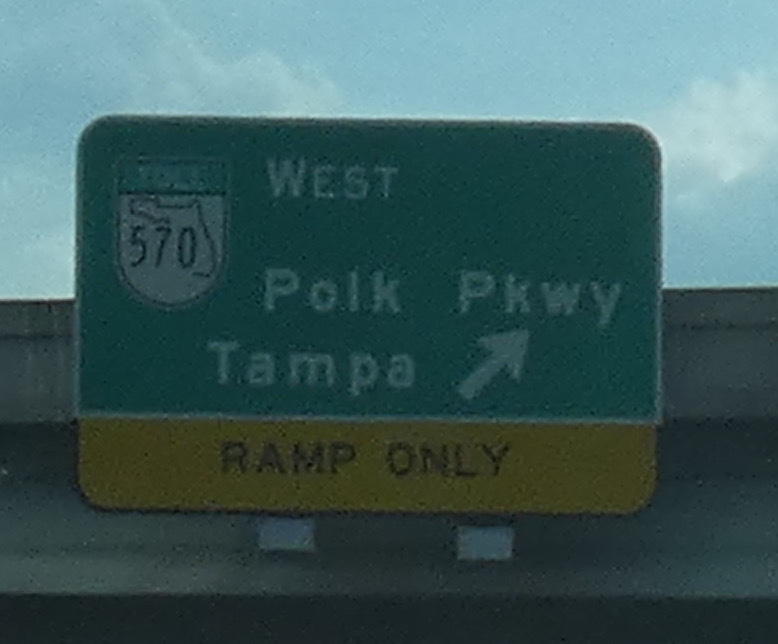 WEST
570
Polk Pkwy
Tampa
RAMP ONLY